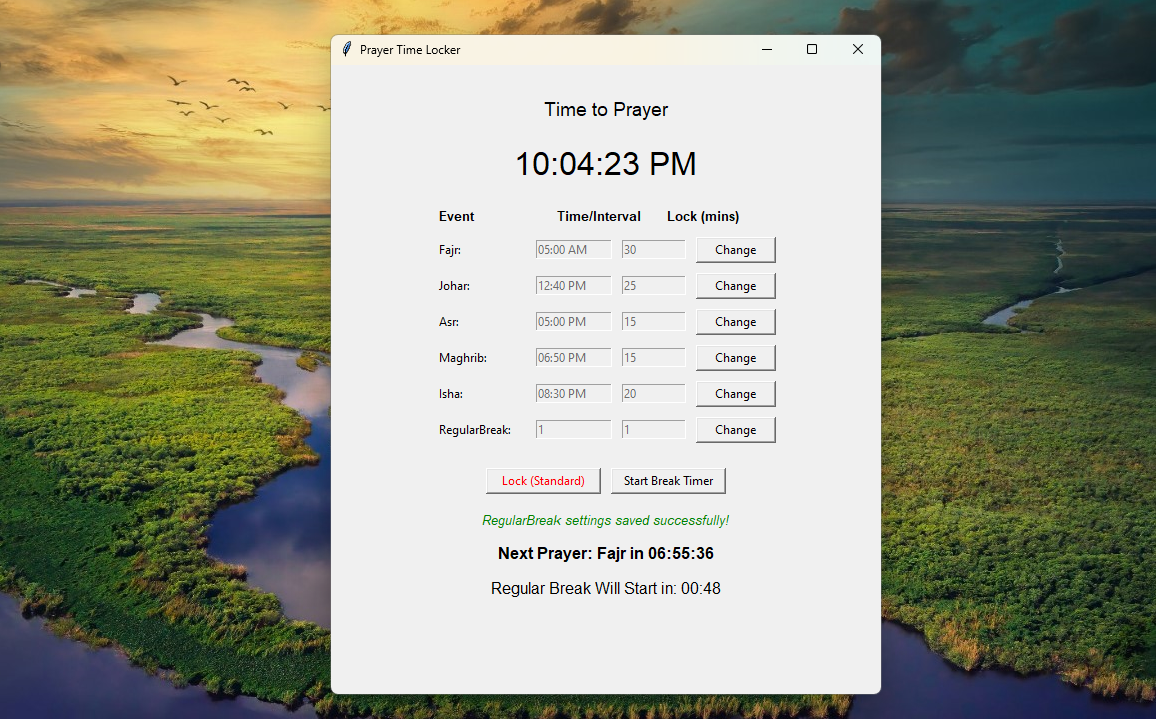 Prayer Time Locker
Time to Prayer
10:04:23 PM
Event Time/Interval Lock (mins)
Fajr: 05:00 AM 30 Change
Johar: 12:40 PM 25 Change
Asr: 05:00 PM 15 Change
Maghrib: 06:50 PM 15 Change
Isha: 08:30 PM 20 Change
RegularBreak: 1 1 Change
Lock (Standard) Start Break Timer
RegularBreak settings saved successfully!
Next Prayer: Fajr in 06:55:36
Regular Break Will Start in: 00:48